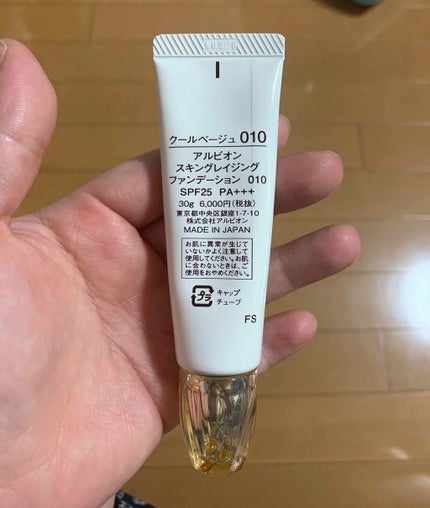 クールベージュ 010
アルビオン
スキングレイジング
ファンデーション 010
SPF25 PA+++
30g 6,000円(税抜)
東京都中央区銀座1-7-10
株式会社アルビオン
MADE IN JAPAN
お肌に異常が生じて
いないかよく注意して
使用してください。お肌
に合わないときは、ご
使用をおやめください。
プラ
キャップ
チューブ
FS